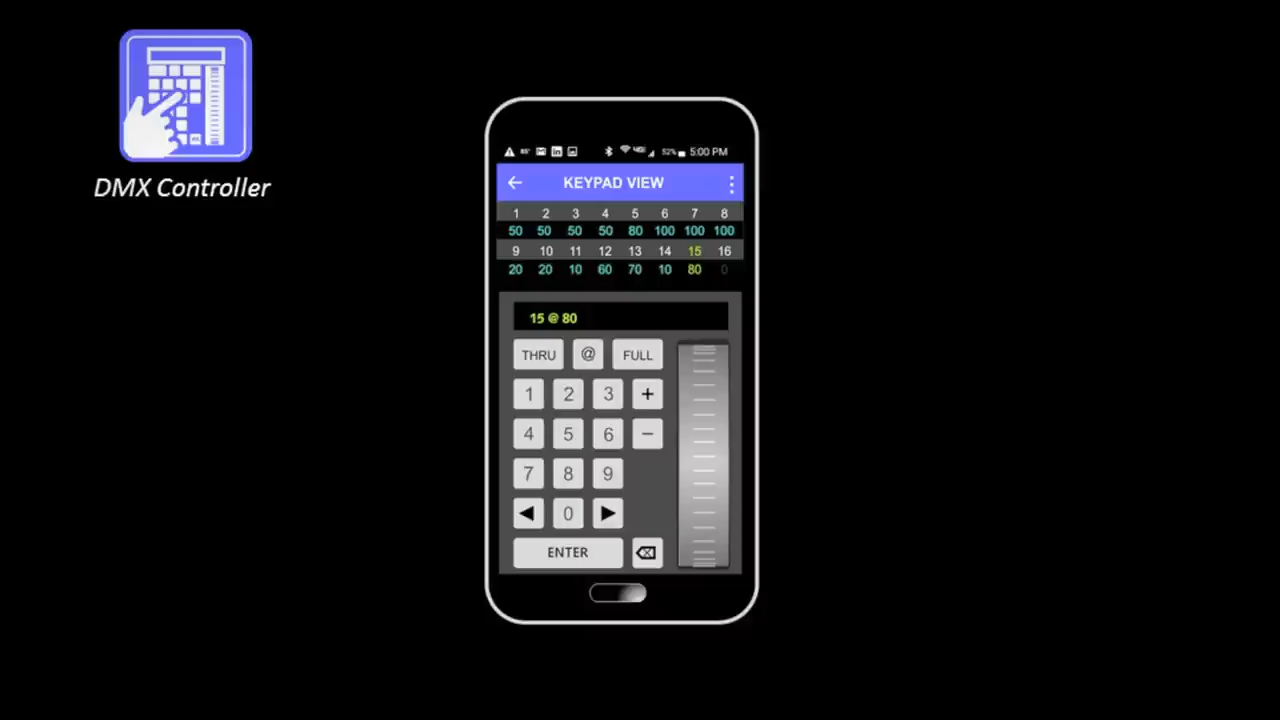 DMX Controller
85° 52% 5:00 PM
KEYPAD VIEW
1 2 3 4 5 6 7 8
50 50 50 50 80 100 100 100
9 10 11 12 13 14 15 16
20 20 10 60 70 10 80 0
15 @ 80
THRU @ FULL
1 2 3 +
4 5 6 −
7 8 9
0
ENTER